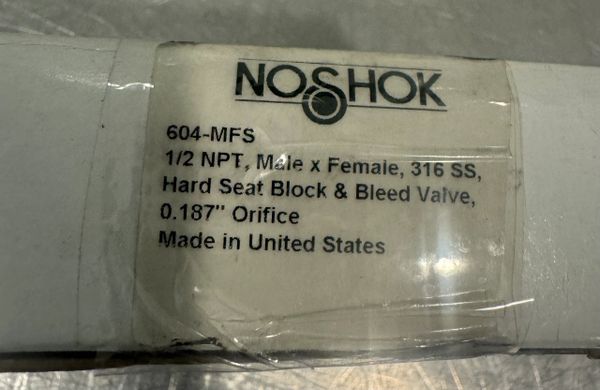 NOSHOK
604-MFS
1/2 NPT, Male x Female, 316 SS,
Hard Seat Block & Bleed Valve,
0.187" Orifice
Made in United States